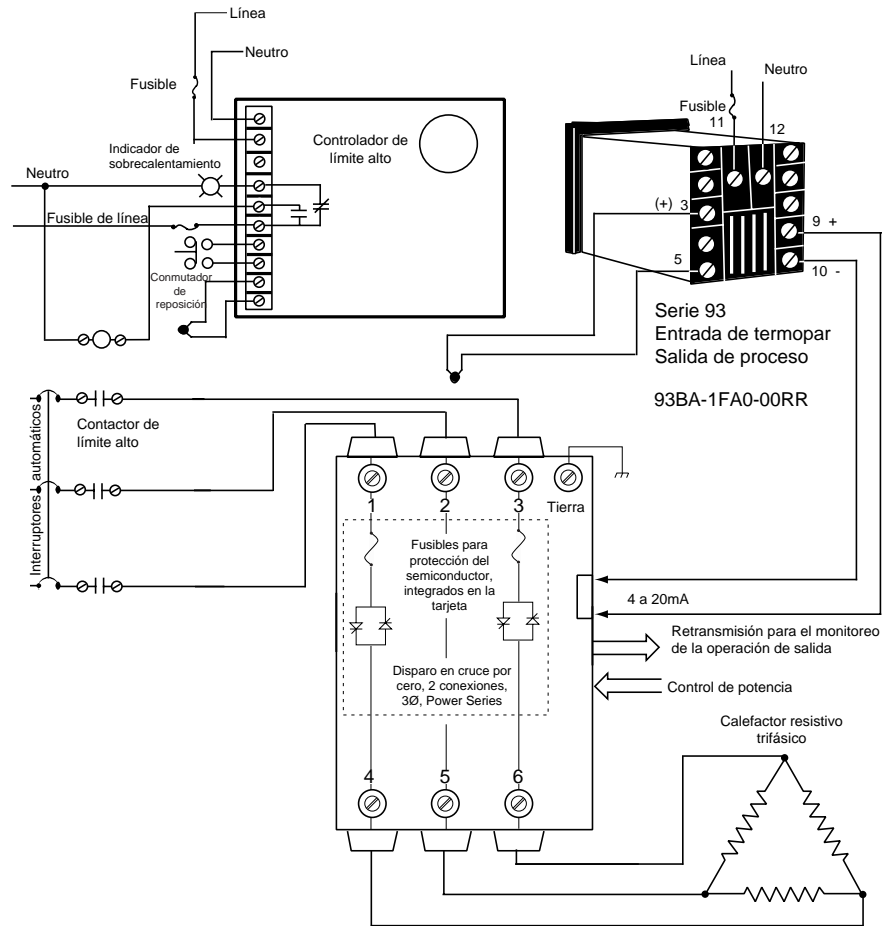 Línea
Neutro
Fusible
Indicador de
sobrecalentamiento
Controlador de
límite alto
Neutro
Fusible de línea
Conmutador
de
reposición
Línea
Neutro
Fusible
11
12
(+) 3
5
9 +
10 -
Serie 93
Entrada de termopar
Salida de proceso
93BA-1FA0-00RR
Interruptores automáticos
Contactor de
límite alto
1
2
3
Tierra
Fusibles para
protección del
semiconductor,
integrados en la
tarjeta
Disparo en cruce por
cero, 2 conexiones,
3Ø, Power Series
4 a 20mA
Retransmisión para el monitoreo
de la operación de salida
Control de potencia
Calefactor resistivo
trifásico
4
5
6